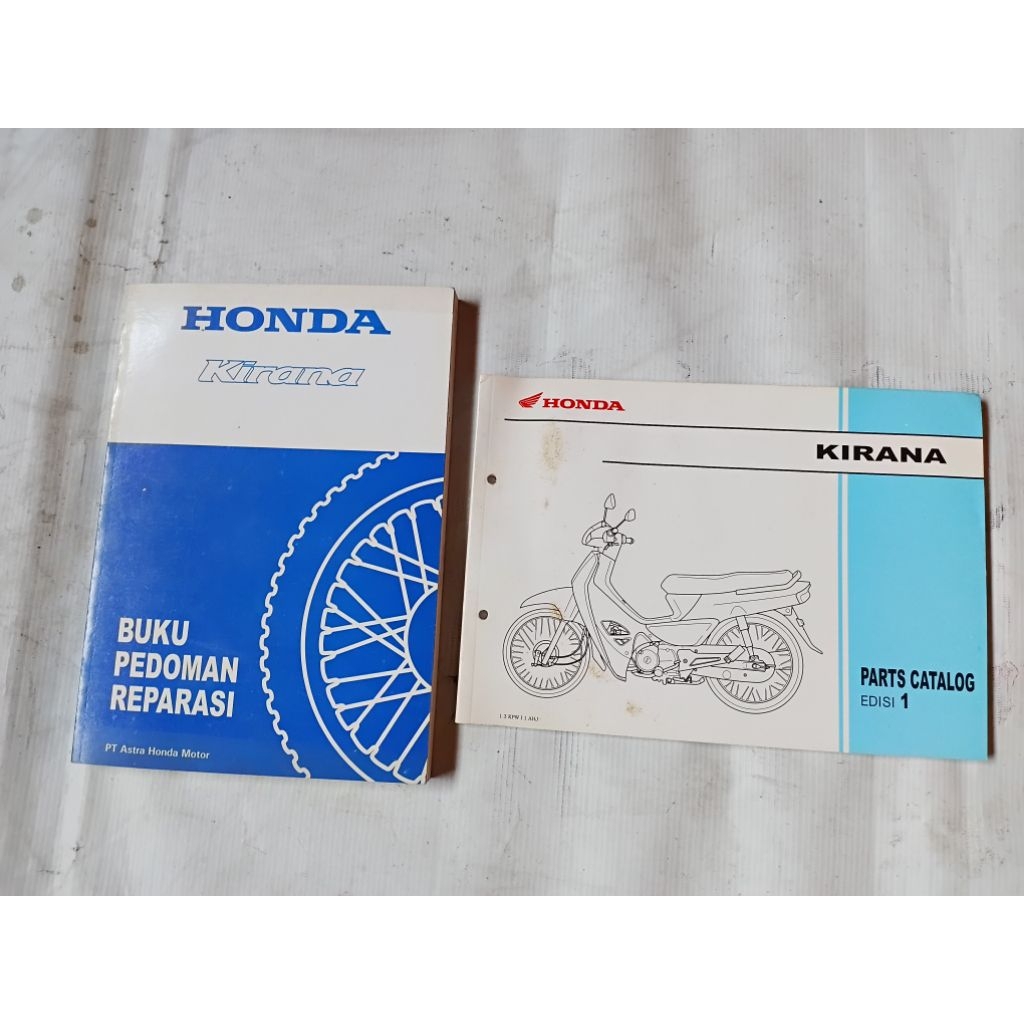 HONDA
Kirana
BUKU
PEDOMAN
REPARASI
PT Astra Honda Motor
HONDA
KIRANA
PARTS CATALOG
EDISI 1